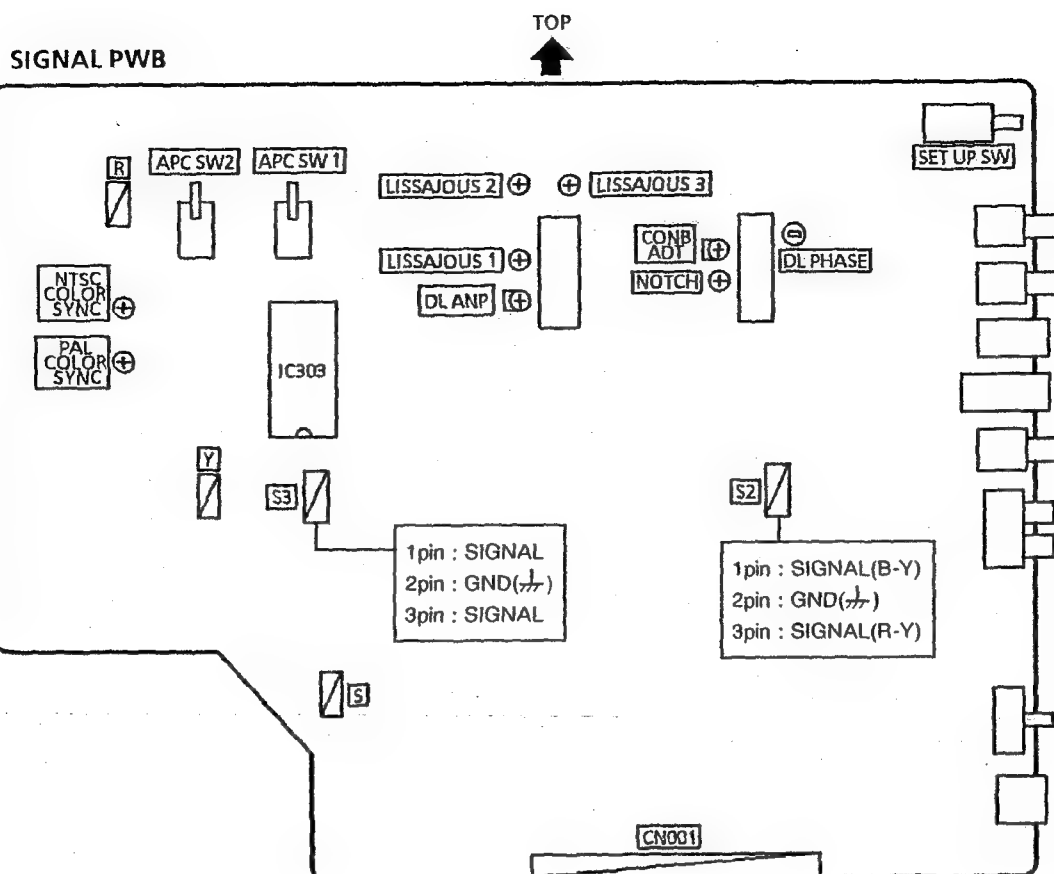 TOP
SIGNAL PWB
SET UP SW
R
APC SW2
APC SW 1
LISSAJOUS 2
LISSAJOUS 3
CONB
ADT
DL PHASE
LISSAJOUS 1
NOTCH
DL ANP
NTSC
COLOR
SYNC
PAL
COLOR
SYNC
IC303
Y
S3
S2
1pin : SIGNAL
2pin : GND( )
3pin : SIGNAL
1pin : SIGNAL(B-Y)
2pin : GND( )
3pin : SIGNAL(R-Y)
S
CN001